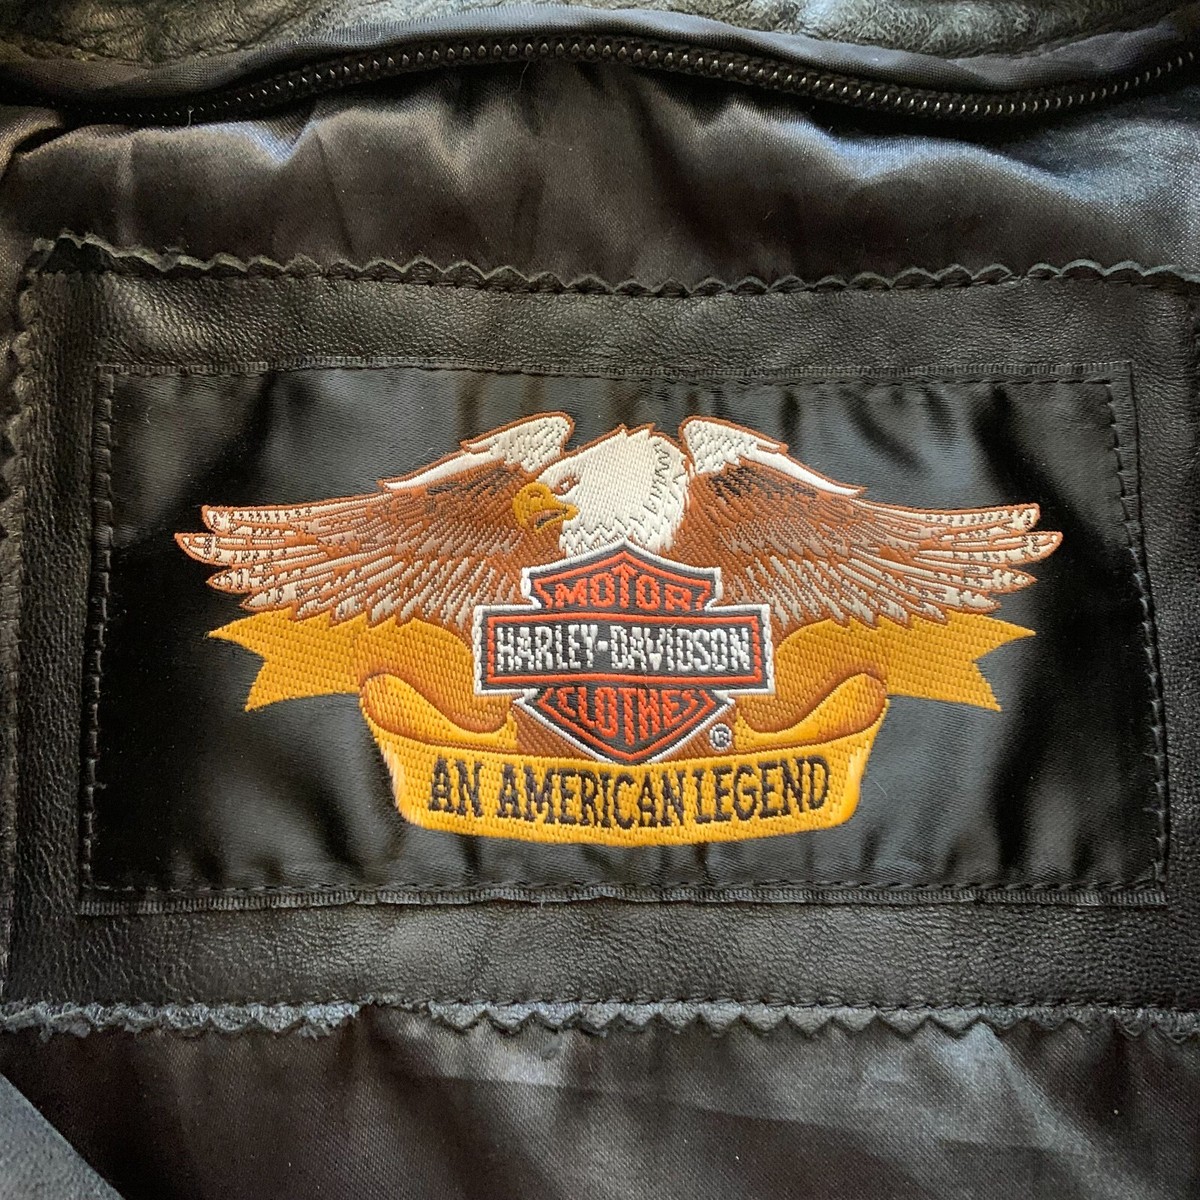 MOTOR
HARLEY-DAVIDSON
CLOTHES
®
AN AMERICAN LEGEND